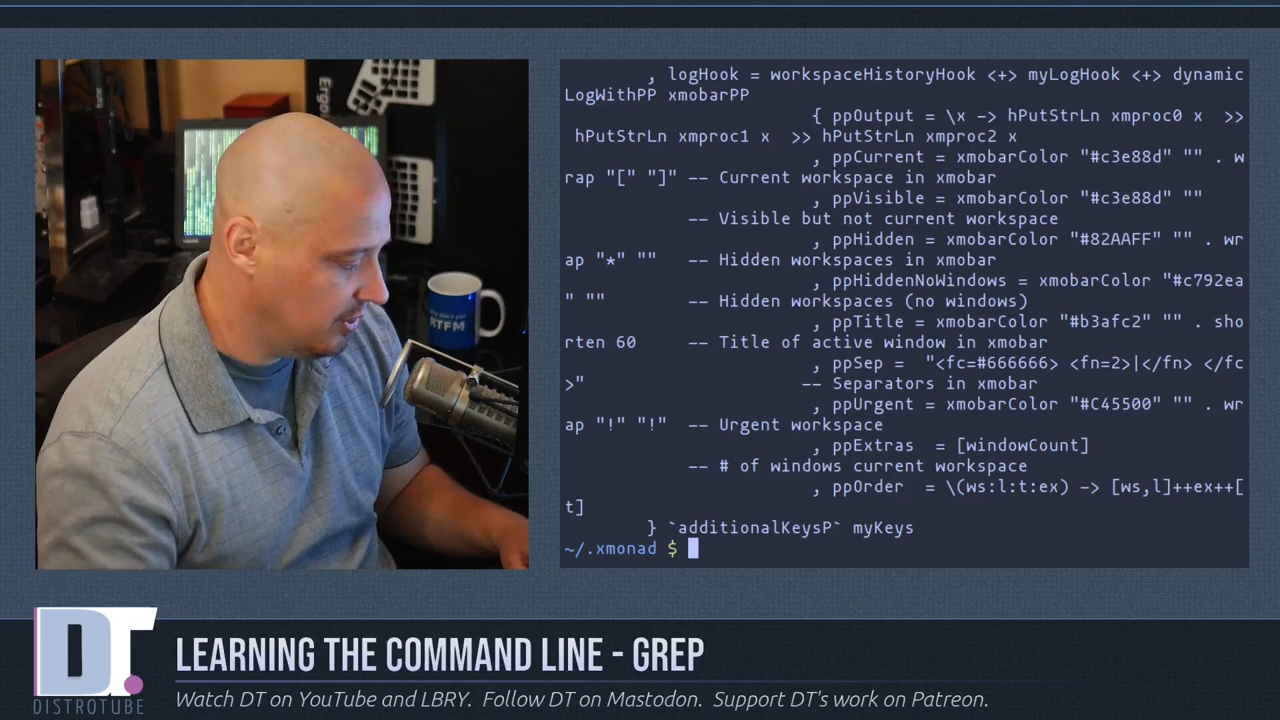 Ergo
RTFM
, logHook = workspaceHistoryHook <+> myLogHook <+> dynamic
LogWithPP xmobarPP
{ ppOutput = \x -> hPutStrLn xmproc0 x  >>
hPutStrLn xmproc1 x  >> hPutStrLn xmproc2 x
, ppCurrent = xmobarColor "#c3e88d" "" . w
rap "[" "]" -- Current workspace in xmobar
, ppVisible = xmobarColor "#c3e88d" ""
-- Visible but not current workspace
, ppHidden = xmobarColor "#82AAFF" "" . wr
ap "*" ""   -- Hidden workspaces in xmobar
, ppHiddenNoWindows = xmobarColor "#c792ea
" ""        -- Hidden workspaces (no windows)
, ppTitle = xmobarColor "#b3afc2" "" . sho
rten 60     -- Title of active window in xmobar
, ppSep =  "<fc=#666666> <fn=2>|</fn> </fc
>"                     -- Separators in xmobar
, ppUrgent = xmobarColor "#C45500" "" . wr
ap "!" "!"  -- Urgent workspace
, ppExtras  = [windowCount]
-- # of windows current workspace
, ppOrder  = \(ws:l:t:ex) -> [ws,l]++ex++[
t]
} `additionalKeysP` myKeys
~/.xmonad $
DT
DISTROTUBE
LEARNING THE COMMAND LINE - GREP
Watch DT on YouTube and LBRY.  Follow DT on Mastodon.  Support DT's work on Patreon.